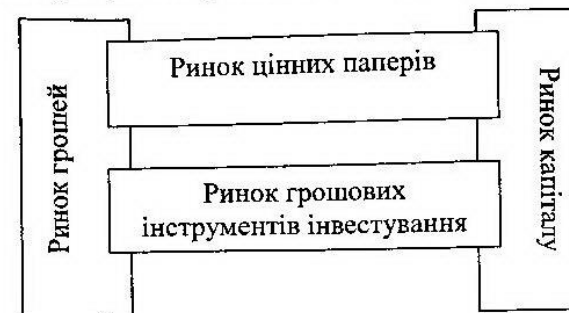 Ринок грошей
Ринок цінних паперів
Ринок грошових
інструментів інвестування
Ринок капіталу